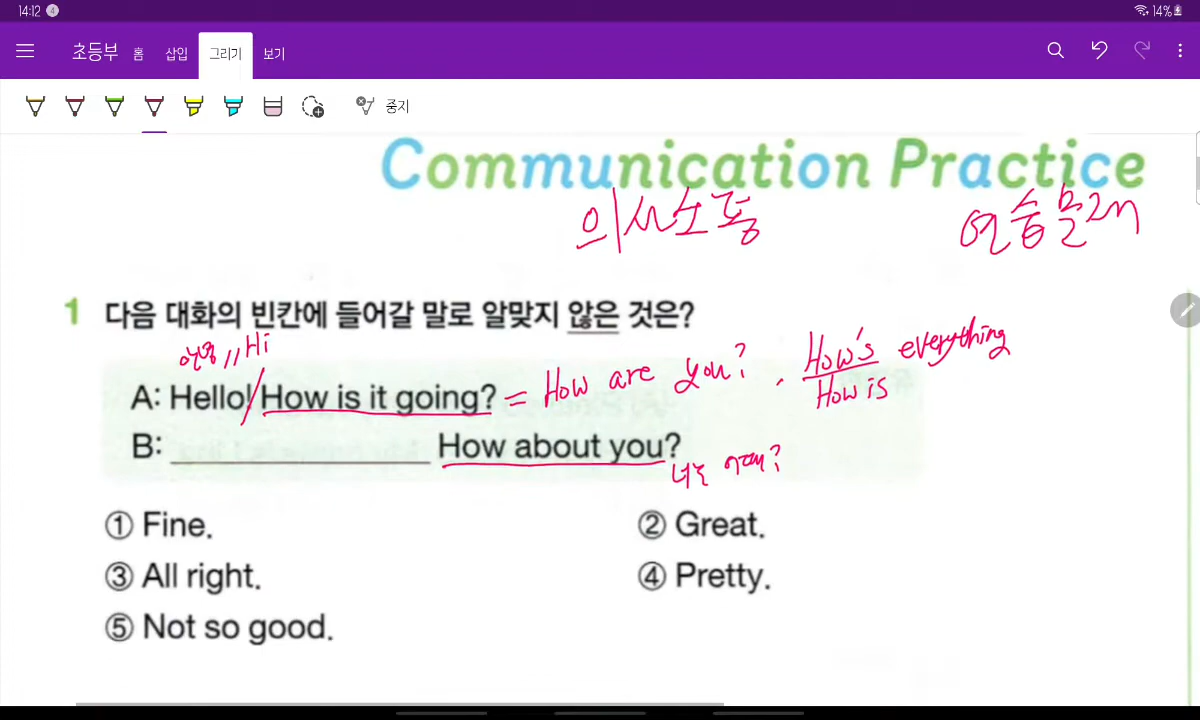 14:12 4 14%
초등부 홈 삽입 그리기 보기
중지
Communication Practice
의사소통 연습문제
1 다음 대화의 빈칸에 들어갈 말로 알맞지 않은 것은?
안녕 // Hi
A: Hello! / How is it going? = How are you? . How's everything
How is
B: ____________ How about you?
너는 어때?
① Fine. ② Great.
③ All right. ④ Pretty.
⑤ Not so good.